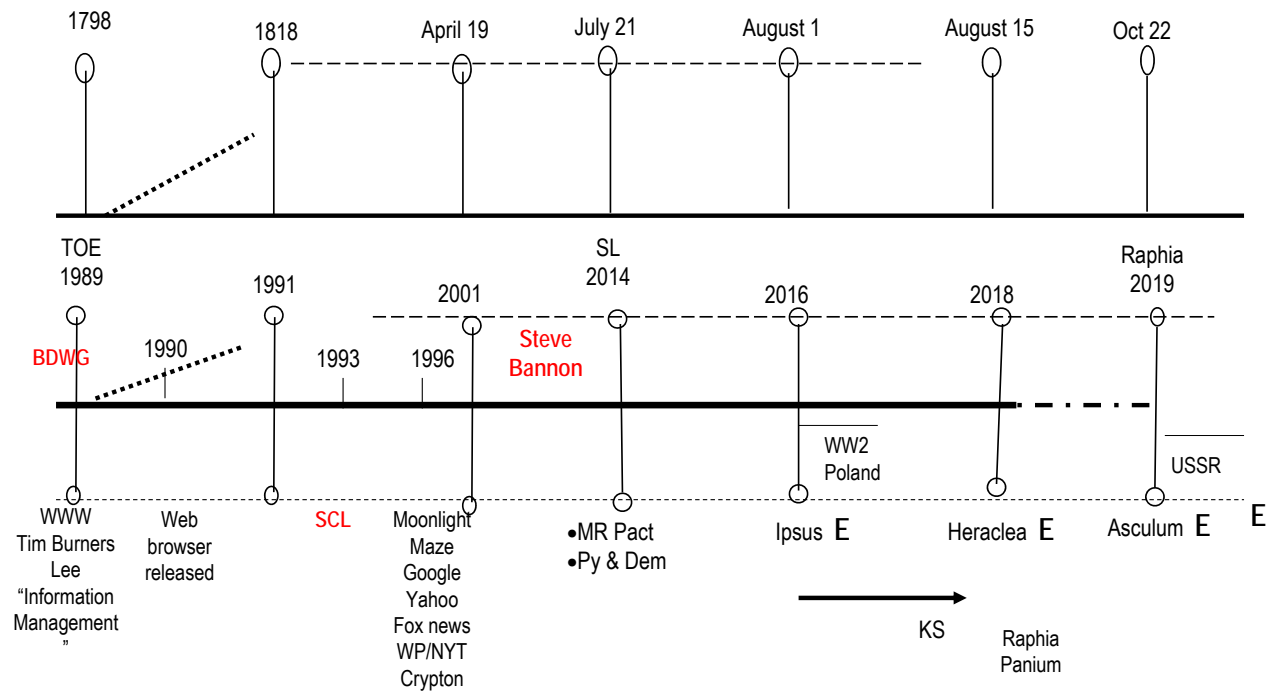 1798
1818
April 19
July 21
August 1
August 15
Oct 22
TOE
1989
1991
2001
SL
2014
2016
2018
Raphia
2019
BDWG
1990
1993
1996
Steve
Bannon
WW2
Poland
USSR
WWW
Tim Burners
Lee
“Information
Management
”
Web
browser
released
SCL
Moonlight
Maze
Google
Yahoo
Fox news
WP/NYT
Crypton
•MR Pact
•Py & Dem
Ipsus E
Heraclea E
Asculum E
E
KS
Raphia
Panium